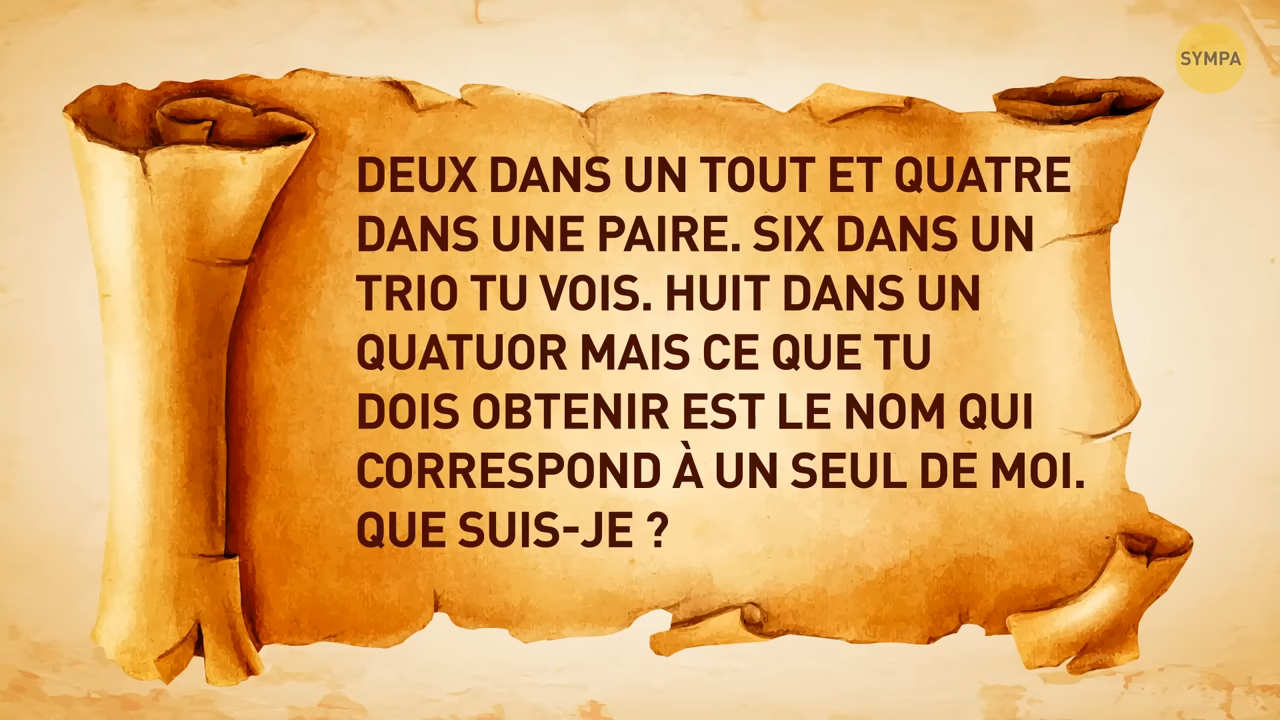 SYMPA
DEUX DANS UN TOUT ET QUATRE
DANS UNE PAIRE. SIX DANS UN
TRIO TU VOIS. HUIT DANS UN
QUATUOR MAIS CE QUE TU
DOIS OBTENIR EST LE NOM QUI
CORRESPOND À UN SEUL DE MOI.
QUE SUIS-JE ?